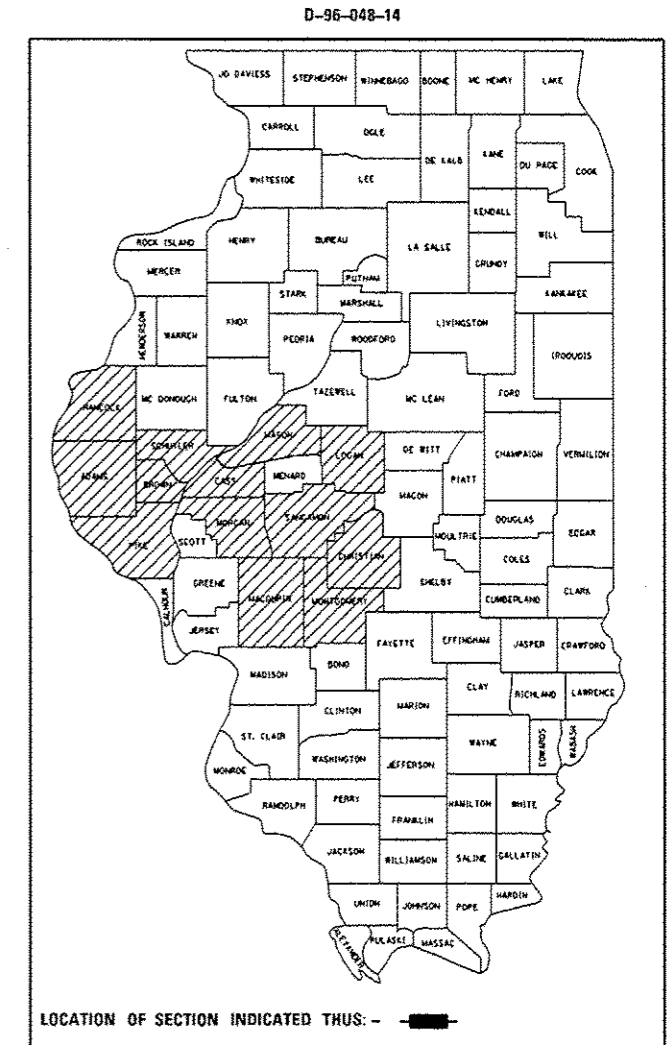 D-96-048-14
JO DAVIESS STEPHENSON WINNEBAGO BOONE MC HENRY LAKE
CARROLL OGLE
DE KALB KANE DU PAGE COOK
WHITESIDE LEE
KENDALL
ROCK ISLAND HENRY BUREAU LA SALLE WILL
MERCER PUTNAM GRUNDY
STARK MARSHALL KANKAKEE
HENDERSON WARREN KNOX PEORIA WOODFORD LIVINGSTON
IROQUOIS
HANCOCK MC DONOUGH FULTON TAZEWELL MC LEAN FORD
MASON
SCHUYLER LOGAN DE WITT
ADAMS BROWN CASS MENARD PIATT CHAMPAIGN VERMILION
MACON
MORGAN SANGAMON DOUGLAS
PIKE SCOTT CHRISTIAN MOULTRIE EDGAR
COLES
GREENE SHELBY
CALHOUN MACOUPIN MONTGOMERY CUMBERLAND CLARK
JERSEY
FAYETTE EFFINGHAM JASPER CRAWFORD
MADISON BOND
CLAY RICHLAND LAWRENCE
CLINTON MARION
ST. CLAIR WAYNE EDWARDS WABASH
WASHINGTON JEFFERSON
MONROE
RANDOLPH PERRY HAMILTON WHITE
FRANKLIN
JACKSON WILLIAMSON SALINE GALLATIN
HARDIN
UNION JOHNSON POPE
ALEXANDER PULASKI MASSAC
LOCATION OF SECTION INDICATED THUS: -